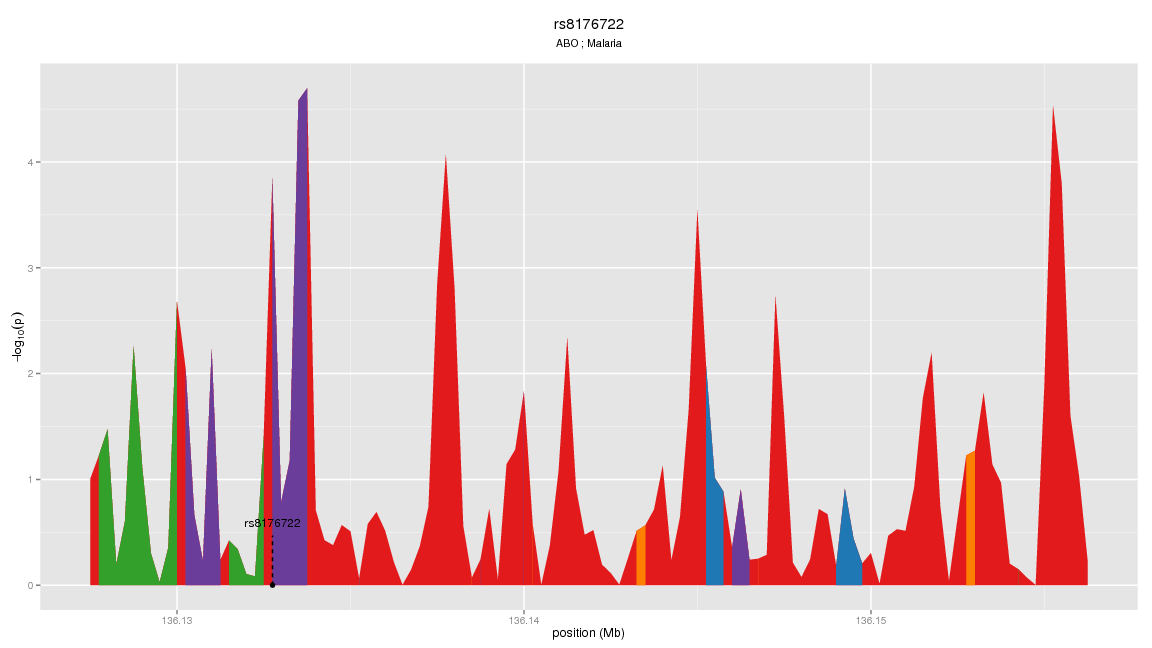 rs8176722
ABO ; Malaria
−log10(p)
4
3
2
1
0
rs8176722
136.13
136.14
136.15
position (Mb)